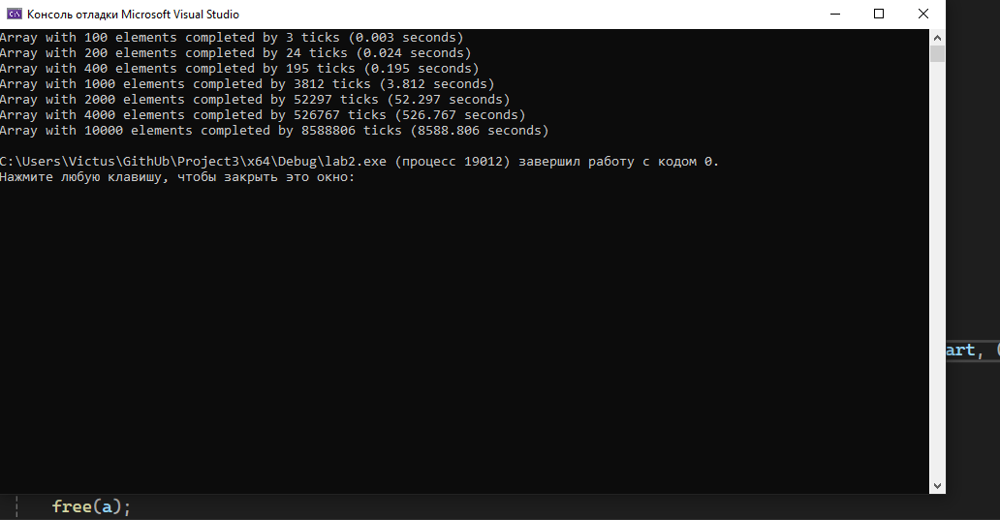 Консоль отладки Microsoft Visual Studio
Array with 100 elements completed by 3 ticks (0.003 seconds)
Array with 200 elements completed by 24 ticks (0.024 seconds)
Array with 400 elements completed by 195 ticks (0.195 seconds)
Array with 1000 elements completed by 3812 ticks (3.812 seconds)
Array with 2000 elements completed by 52297 ticks (52.297 seconds)
Array with 4000 elements completed by 526767 ticks (526.767 seconds)
Array with 10000 elements completed by 8588806 ticks (8588.806 seconds)
C:\Users\Victus\GitHUb\Project3\x64\Debug\lab2.exe (процесс 19012) завершил работу с кодом 0.
Нажмите любую клавишу, чтобы закрыть это окно:
art, (
free(a);